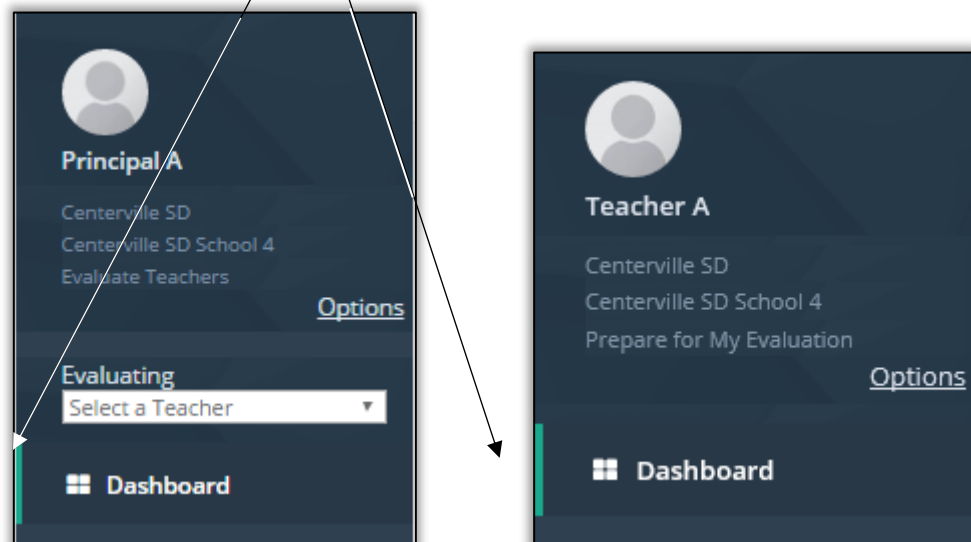 Principal A
Centerville SD
Centerville SD School 4
Evaluate Teachers
Options
Evaluating
Select a Teacher
Dashboard
Teacher A
Centerville SD
Centerville SD School 4
Prepare for My Evaluation
Options
Dashboard